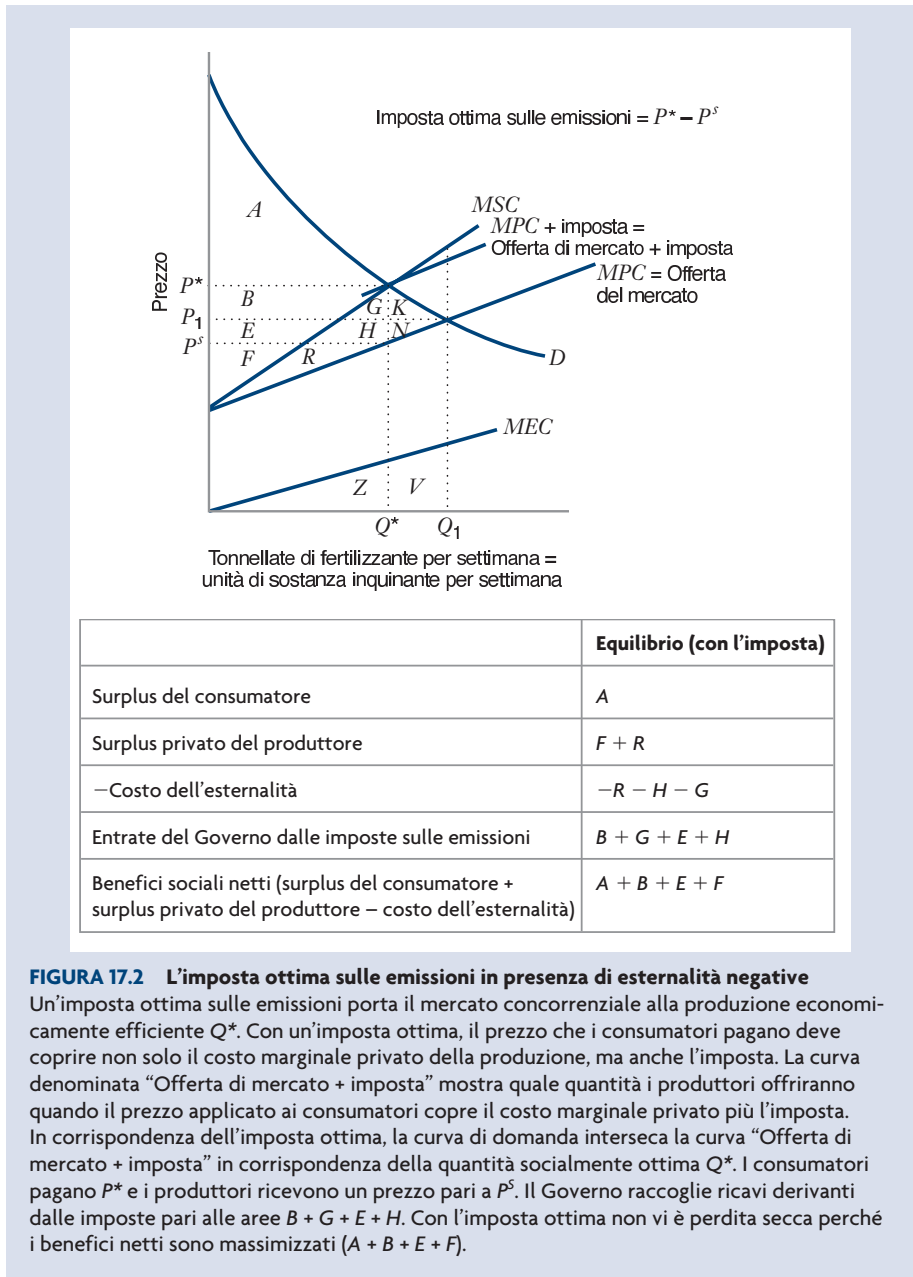 Imposta ottima sulle emissioni = P* – Pˢ
A
MSC
MPC + imposta =
Offerta di mercato + imposta
MPC = Offerta
del mercato
Prezzo
P*
B
G
K
P₁
E
H
N
Pˢ
F
R
D
MEC
Z
V
Q*
Q₁
Tonnellate di fertilizzante per settimana =
unità di sostanza inquinante per settimana
Equilibrio (con l’imposta)
Surplus del consumatore A
Surplus privato del produttore F + R
−Costo dell’esternalità −R − H − G
Entrate del Governo dalle imposte sulle emissioni B + G + E + H
Benefici sociali netti (surplus del consumatore + A + B + E + F
surplus privato del produttore – costo dell’esternalità)
FIGURA 17.2 L’imposta ottima sulle emissioni in presenza di esternalità negative
Un’imposta ottima sulle emissioni porta il mercato concorrenziale alla produzione economi-
camente efficiente Q*. Con un’imposta ottima, il prezzo che i consumatori pagano deve
coprire non solo il costo marginale privato della produzione, ma anche l’imposta. La curva
denominata “Offerta di mercato + imposta” mostra quale quantità i produttori offriranno
quando il prezzo applicato ai consumatori copre il costo marginale privato più l’imposta.
In corrispondenza dell’imposta ottima, la curva di domanda interseca la curva “Offerta di
mercato + imposta” in corrispondenza della quantità socialmente ottima Q*. I consumatori
pagano P* e i produttori ricevono un prezzo pari a Pˢ. Il Governo raccoglie ricavi derivanti
dalle imposte pari alle aree B + G + E + H. Con l’imposta ottima non vi è perdita secca perché
i benefici netti sono massimizzati (A + B + E + F).